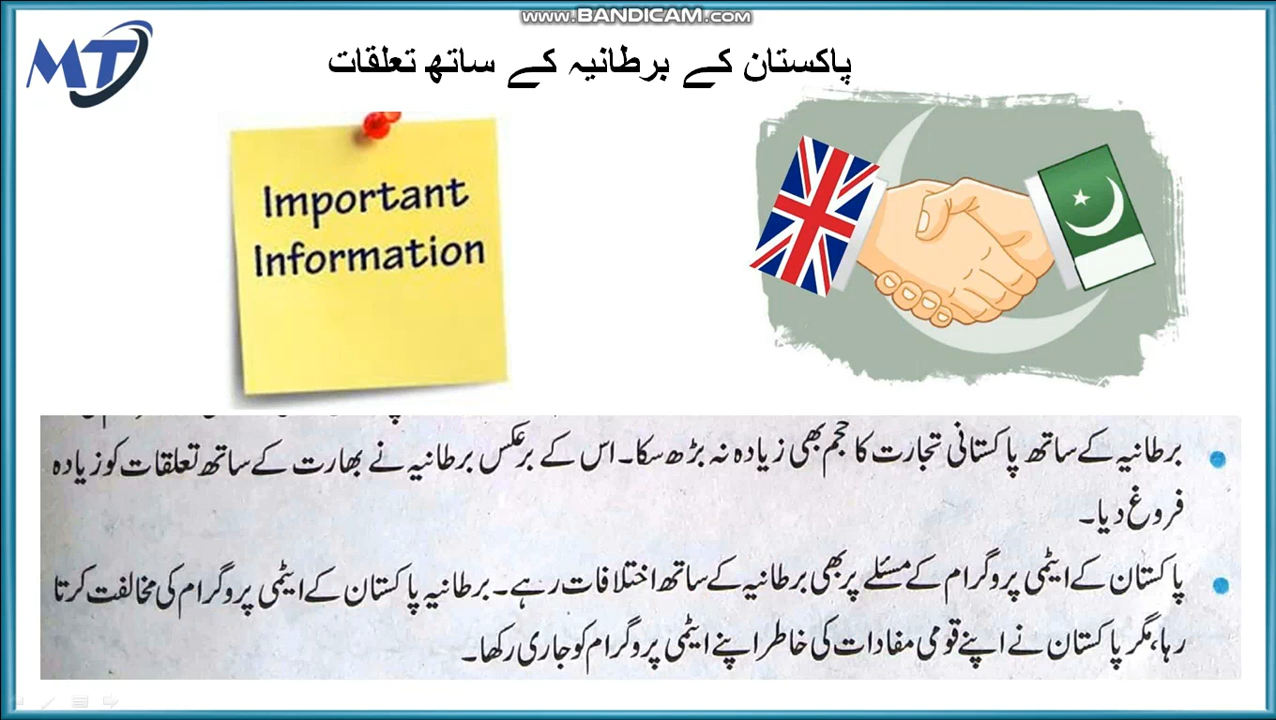 www.BANDICAM.com
MT
پاکستان کے برطانیہ کے ساتھ تعلقات
Important
Information
برطانیہ کے ساتھ پاکستانی تجارت کا حجم بھی زیادہ نہ بڑھ سکا۔ اس کے برعکس برطانیہ نے بھارت کے ساتھ تعلقات کو زیادہ
فروغ دیا۔
پاکستان کے ایٹمی پروگرام کے مسئلے پر بھی برطانیہ کے ساتھ اختلافات رہے۔ برطانیہ پاکستان کے ایٹمی پروگرام کی مخالفت کرتا
رہا، مگر پاکستان نے اپنے قومی مفادات کی خاطر اپنے ایٹمی پروگرام کو جاری رکھا۔